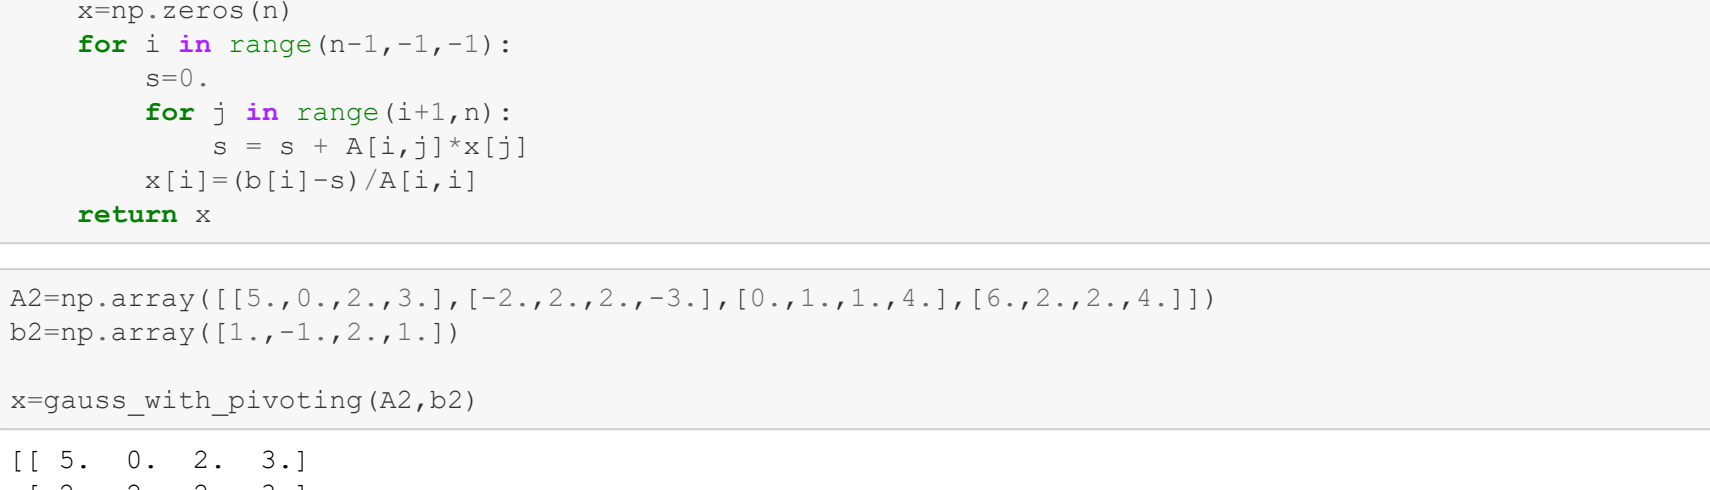 x=np.zeros(n)
for i in range(n-1,-1,-1):
s=0.
for j in range(i+1,n):
s = s + A[i,j]*x[j]
x[i]=(b[i]-s)/A[i,i]
return x
A2=np.array([[5.,0.,2.,3.],[-2.,2.,2.,-3.],[0.,1.,1.,4.],[6.,2.,2.,4.]])
b2=np.array([1.,-1.,2.,1.])
x=gauss_with_pivoting(A2,b2)
[[ 5. 0. 2. 3.]